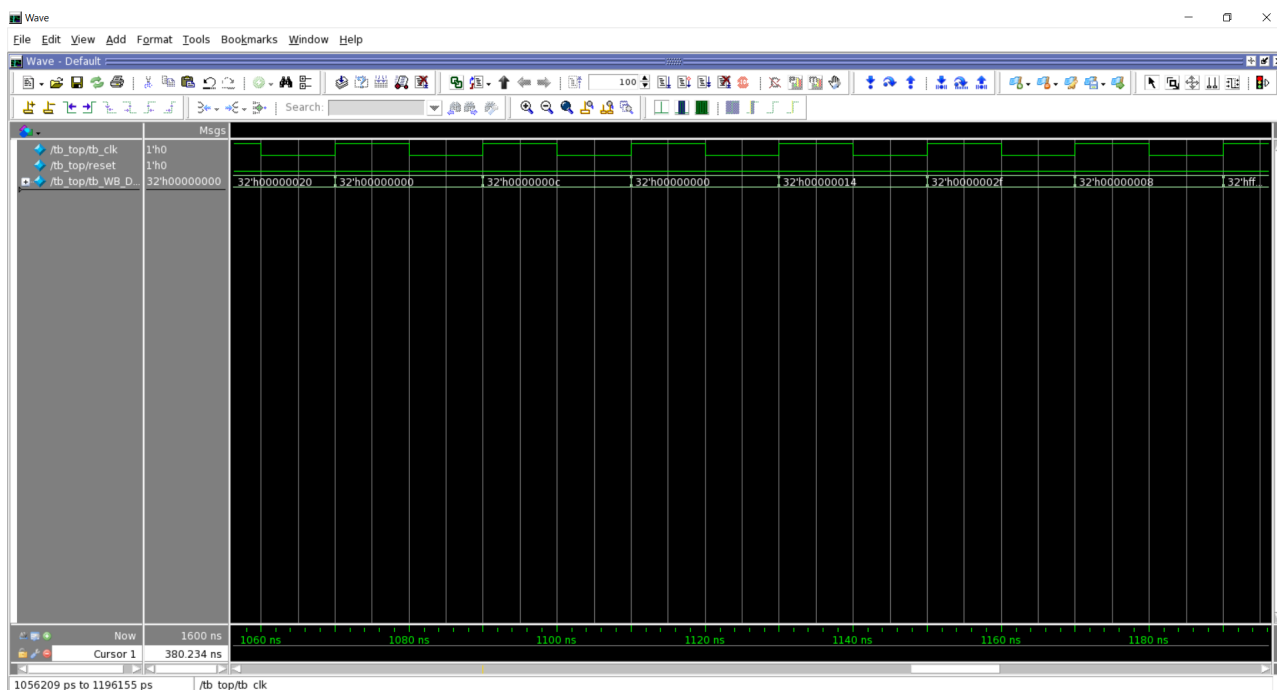 Wave
File Edit View Add Format Tools Bookmarks Window Help
Wave - Default
100
Search:
Msgs
/tb_top/tb_clk 1'h0
/tb_top/reset 1'h0
/tb_top/tb_WB_D... 32'h00000000 32'h00000020 32'h00000000 32'h0000000c 32'h00000000 32'h00000014 32'h0000002f 32'h00000008 32'hff...
Now 1600 ns 1060 ns 1080 ns 1100 ns 1120 ns 1140 ns 1160 ns 1180 ns
Cursor 1 380.234 ns
1056209 ps to 1196155 ps /tb_top/tb_clk